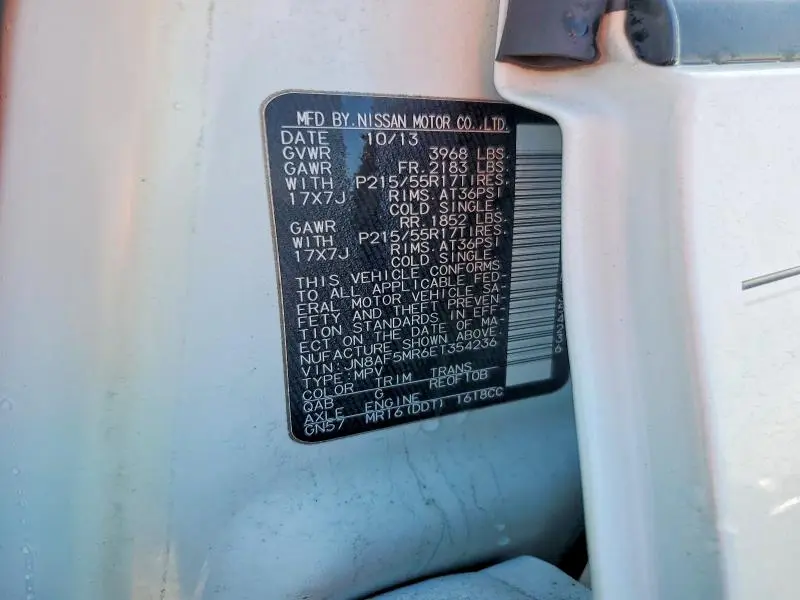 MFD BY.NISSAN MOTOR CO.,LTD.
DATE 10/13
GVWR 3968 LBS.
GAWR FR.2183 LBS.
WITH P215/55R17TIRES.
17X7J RIMS.AT36PSI
COLD SINGLE.
GAWR RR.1852 LBS.
WITH P215/55R17TIRES.
17X7J RIMS.AT36PSI
COLD SINGLE.
THIS VEHICLE CONFORMS
TO ALL APPLICABLE FED-
ERAL MOTOR VEHICLE SA-
FETY AND THEFT PREVEN-
TION STANDARDS IN EFF-
ECT ON THE DATE OF MA-
NUFACTURE SHOWN ABOVE.
VIN:JN8AF5MR6ET354236
TYPE:MPV
COLOR TRIM TRANS
QAB G RE0F10B
AXLE ENGINE
GN57 MR16(DDT) 1618CC